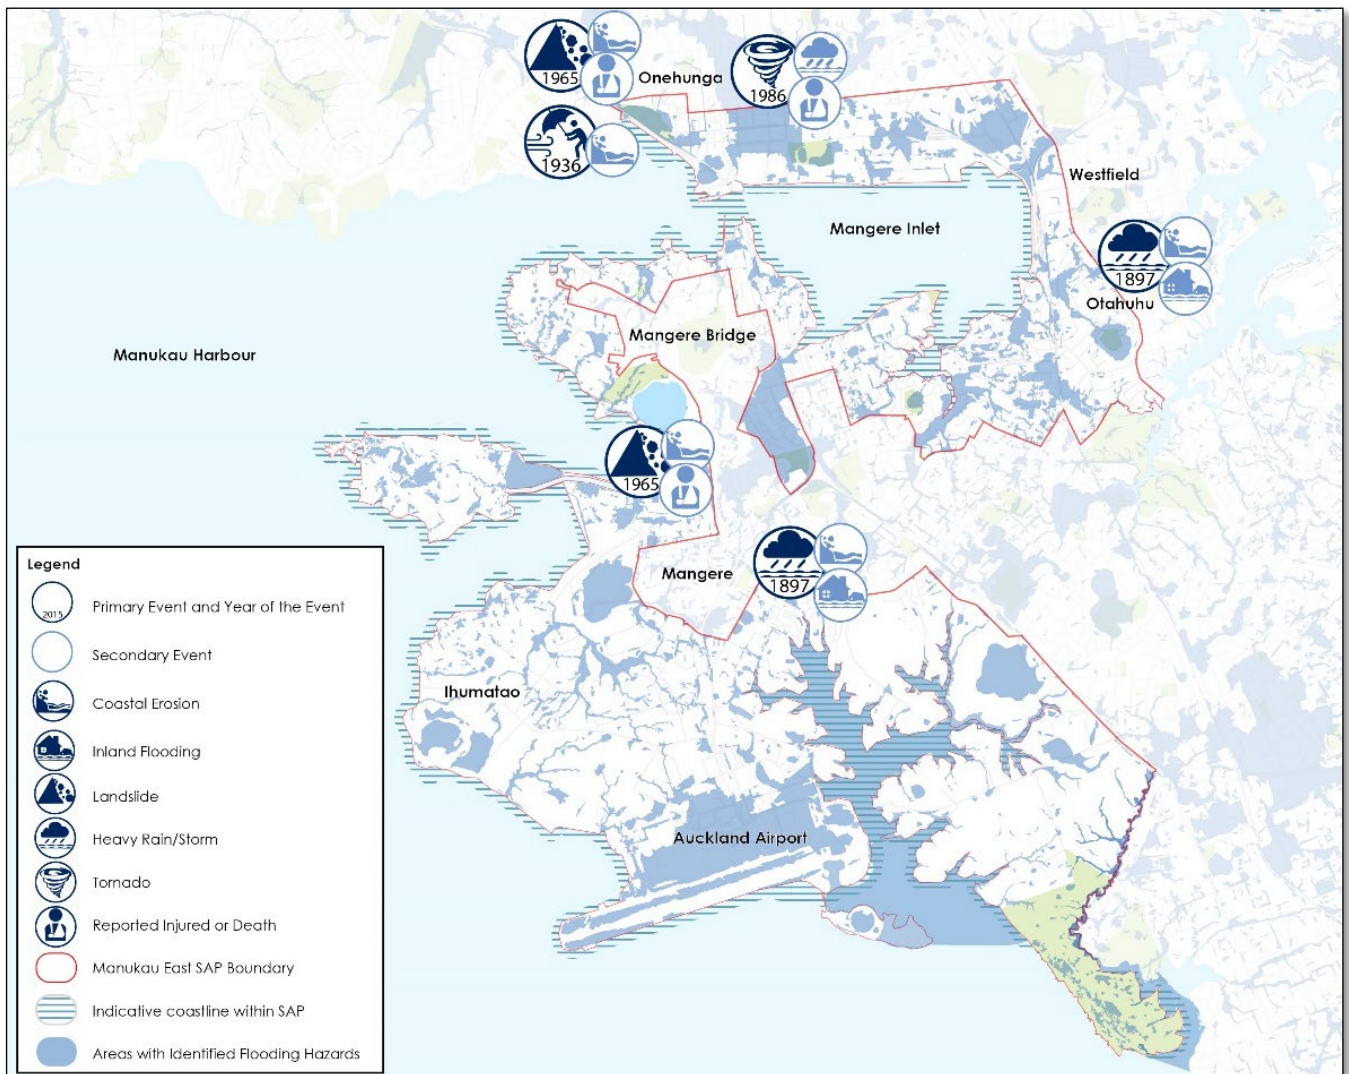 1965
Onehunga
1986
1936
Westfield
Mangere Inlet
1897
Otahuhu
Mangere Bridge
Manukau Harbour
1965
1897
Mangere
Ihumatao
Auckland Airport
Legend
2015
Primary Event and Year of the Event
Secondary Event
Coastal Erosion
Inland Flooding
Landslide
Heavy Rain/Storm
Tornado
Reported Injured or Death
Manukau East SAP Boundary
Indicative coastline within SAP
Areas with Identified Flooding Hazards